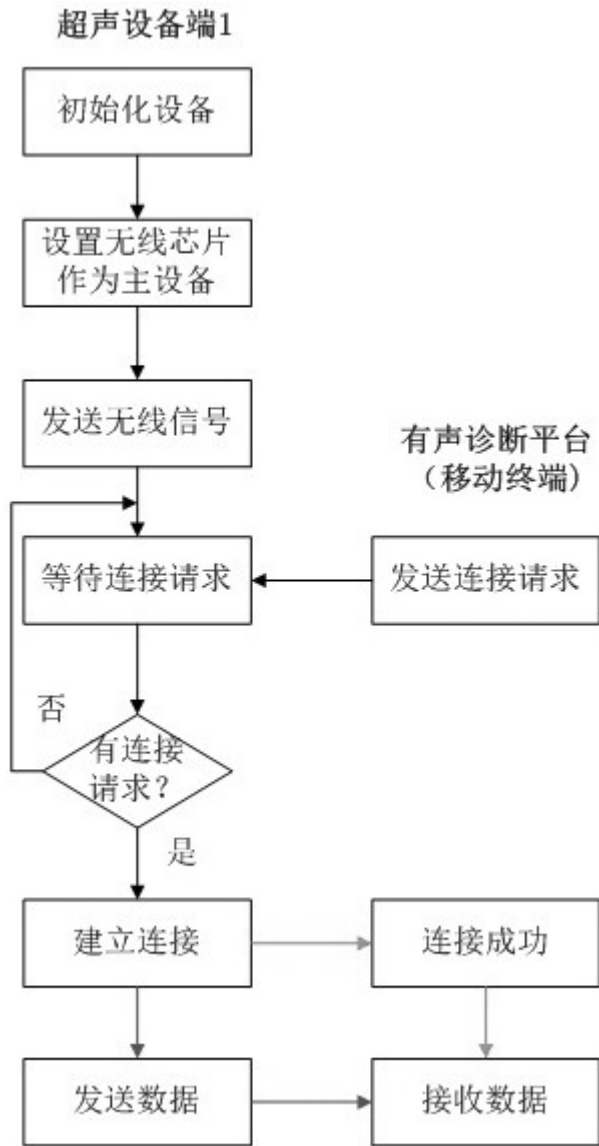 超声设备端1
初始化设备
设置无线芯片
作为主设备
发送无线信号
有声诊断平台
（移动终端)
等待连接请求
发送连接请求
否
有连接
请求?
是
建立连接
连接成功
发送数据
接收数据